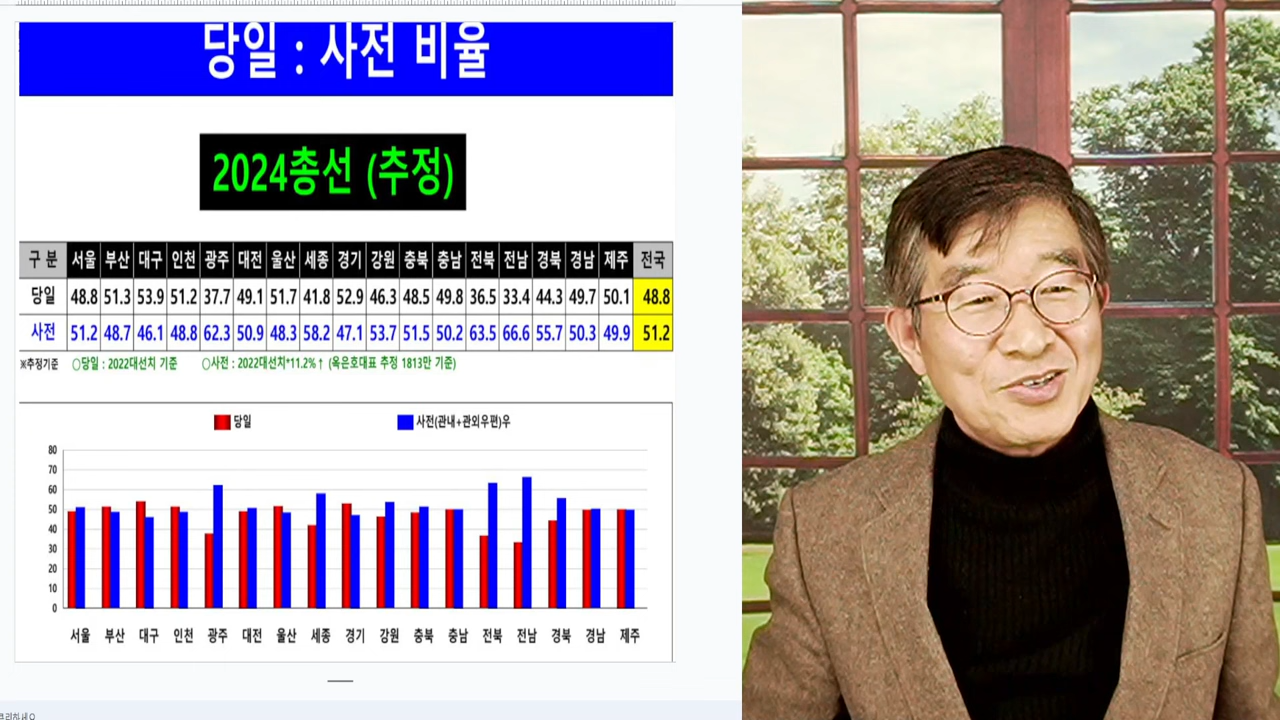 당일 : 사전 비율
2024총선 (추정)
구 분 서울 부산 대구 인천 광주 대전 울산 세종 경기 강원 충북 충남 전북 전남 경북 경남 제주 전국
당일 48.8 51.3 53.9 51.2 37.7 49.1 51.7 41.8 52.9 46.3 48.5 49.8 36.5 33.4 44.3 49.7 50.1 48.8
사전 51.2 48.7 46.1 48.8 62.3 50.9 48.3 58.2 47.1 53.7 51.5 50.2 63.5 66.6 55.7 50.3 49.9 51.2
※추정기준 ○당일 : 2022대선치 기준 ○사전 : 2022대선치*11.2%↑ (옥은호대표 추정 1813만 기준)
당일 사전(관내+관외우편)우
80
70
60
50
40
30
20
10
0
서울 부산 대구 인천 광주 대전 울산 세종 경기 강원 충북 충남 전북 전남 경북 경남 제주